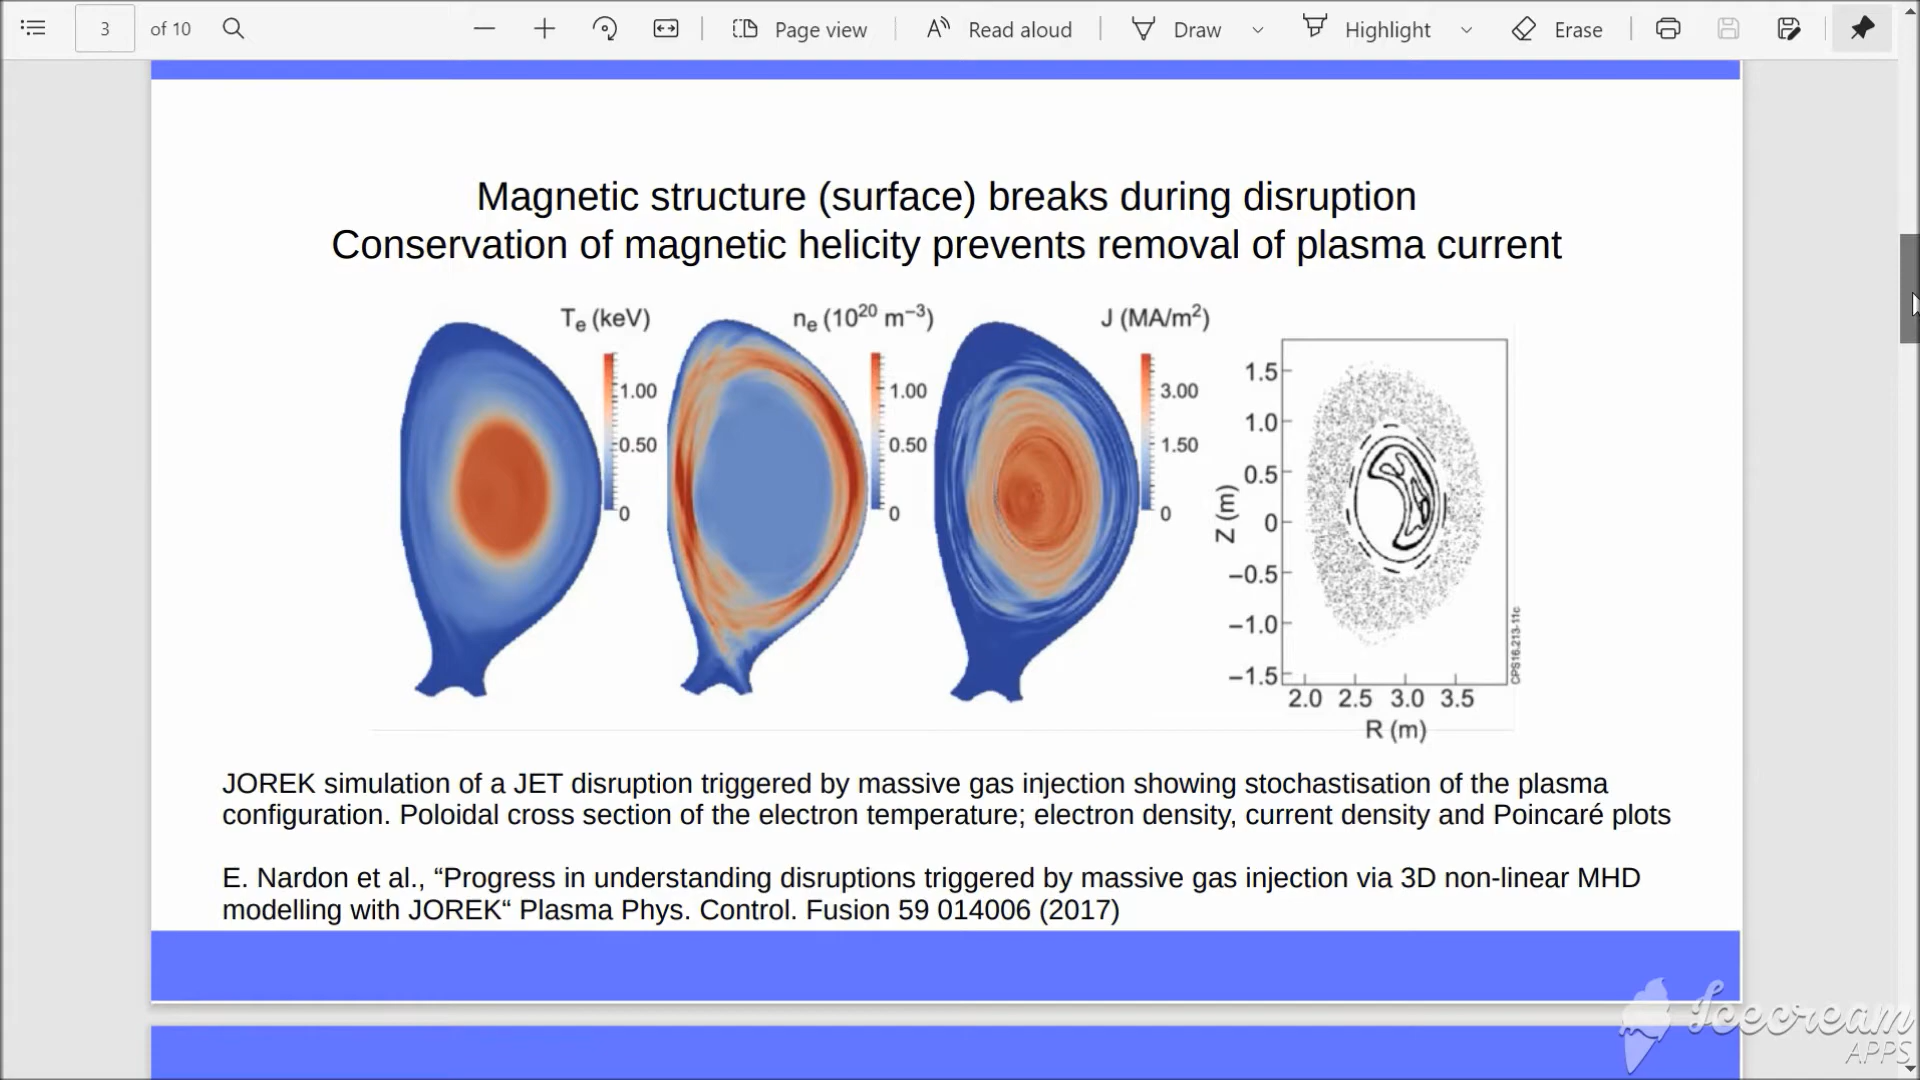 3 of 10 Page view Read aloud Draw Highlight Erase
Magnetic structure (surface) breaks during disruption
Conservation of magnetic helicity prevents removal of plasma current
Te (keV)
1.00
0.50
0
ne (10²⁰ m⁻³)
1.00
0.50
0
J (MA/m²)
3.00
1.50
0
Z (m)
1.5
1.0
0.5
0
−0.5
−1.0
−1.5
2.0 2.5 3.0 3.5
R (m)
CPS16.213-11c
JOREK simulation of a JET disruption triggered by massive gas injection showing stochastisation of the plasma
configuration. Poloidal cross section of the electron temperature; electron density, current density and Poincaré plots
E. Nardon et al., “Progress in understanding disruptions triggered by massive gas injection via 3D non-linear MHD
modelling with JOREK“ Plasma Phys. Control. Fusion 59 014006 (2017)
Icecream
APPS